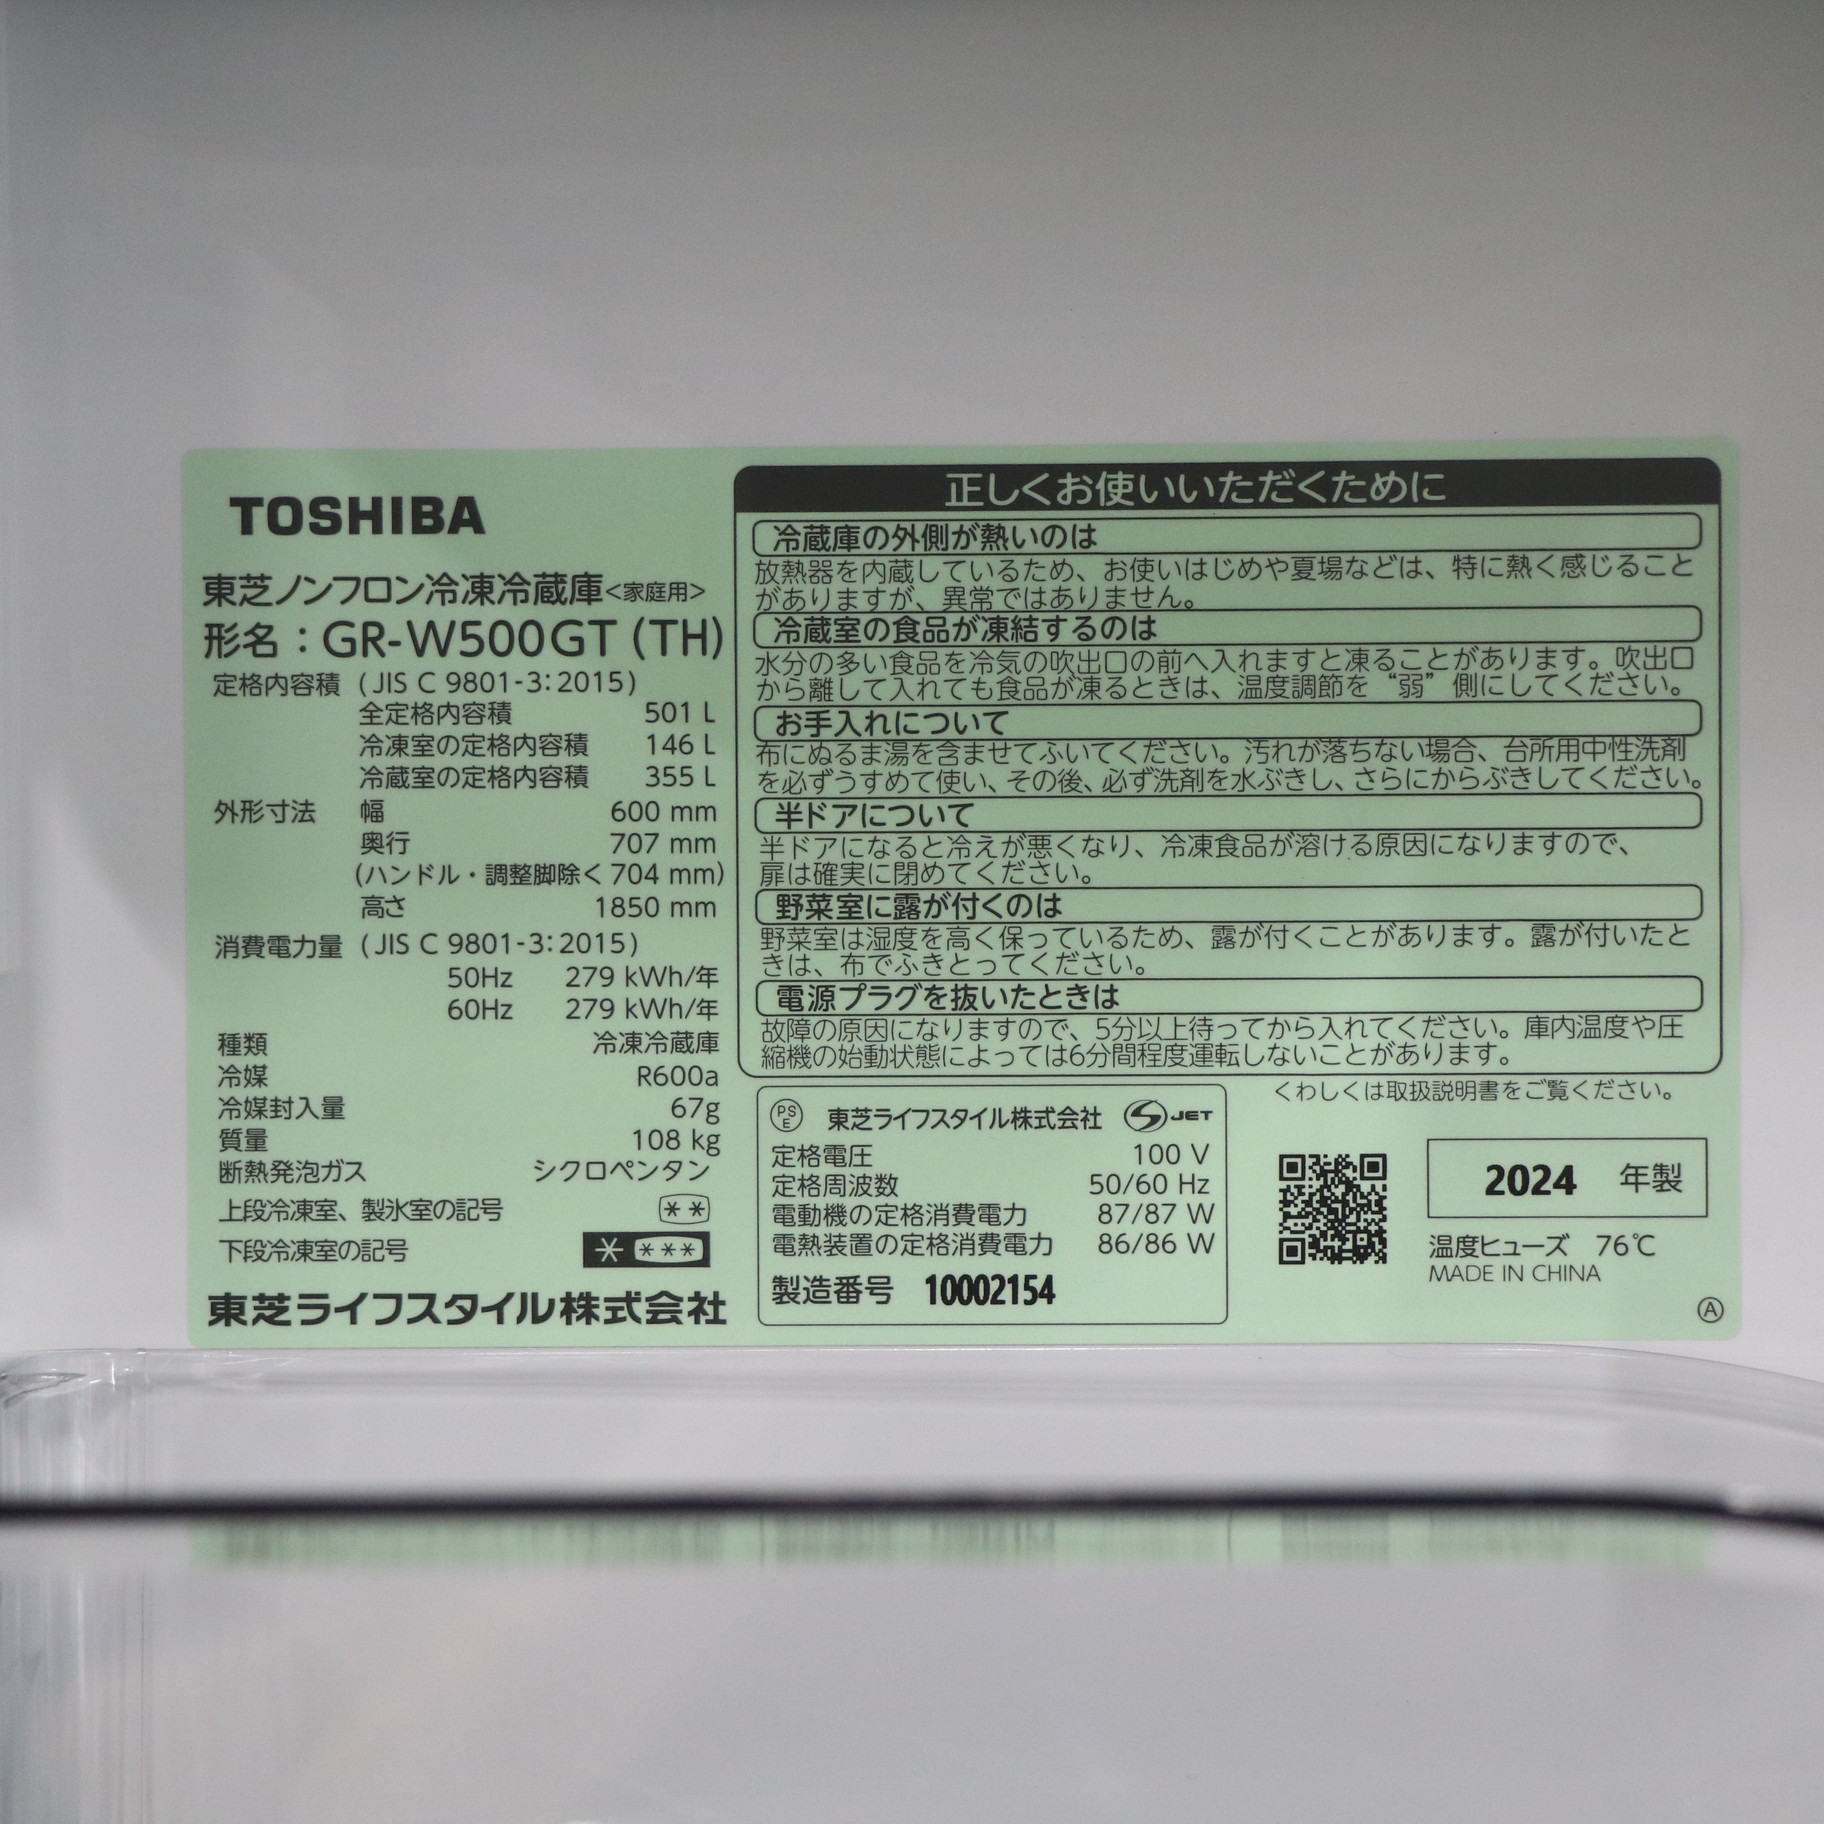 TOSHIBA
東芝ノンフロン冷凍冷蔵庫<家庭用>
形名：GR-W500GT (TH)
定格内容積 (JIS C 9801-3:2015)
全定格内容積 501 L
冷凍室の定格内容積 146 L
冷蔵室の定格内容積 355 L
外形寸法 幅 600 mm
奥行 707 mm
(ハンドル・調整脚除く704 mm)
高さ 1850 mm
消費電力量 (JIS C 9801-3:2015)
50Hz 279 kWh/年
60Hz 279 kWh/年
種類 冷凍冷蔵庫
冷媒 R600a
冷媒封入量 67g
質量 108 kg
断熱発泡ガス シクロペンタン
上段冷凍室、製氷室の記号 **
下段冷凍室の記号 * ***
東芝ライフスタイル株式会社
正しくお使いいただくために
冷蔵庫の外側が熱いのは
放熱器を内蔵しているため、お使いはじめや夏場などは、特に熱く感じること
がありますが、異常ではありません。
冷蔵室の食品が凍結するのは
水分の多い食品を冷気の吹出口の前へ入れますと凍ることがあります。吹出口
から離して入れても食品が凍るときは、温度調節を“弱”側にしてください。
お手入れについて
布にぬるま湯を含ませてふいてください。汚れが落ちない場合、台所用中性洗剤
を必ずうすめて使い、その後、必ず洗剤を水ぶきし、さらにからぶきしてください。
半ドアについて
半ドアになると冷えが悪くなり、冷凍食品が溶ける原因になりますので、
扉は確実に閉めてください。
野菜室に露が付くのは
野菜室は湿度を高く保っているため、露が付くことがあります。露が付いたと
きは、布でふきとってください。
電源プラグを抜いたときは
故障の原因になりますので、5分以上待ってから入れてください。庫内温度や圧
縮機の始動状態によっては6分間程度運転しないことがあります。
くわしくは取扱説明書をご覧ください。
PS
E 東芝ライフスタイル株式会社 JET
定格電圧 100 V
定格周波数 50/60 Hz
電動機の定格消費電力 87/87 W
電熱装置の定格消費電力 86/86 W
製造番号 10002154
2024 年製
温度ヒューズ 76℃
MADE IN CHINA
A